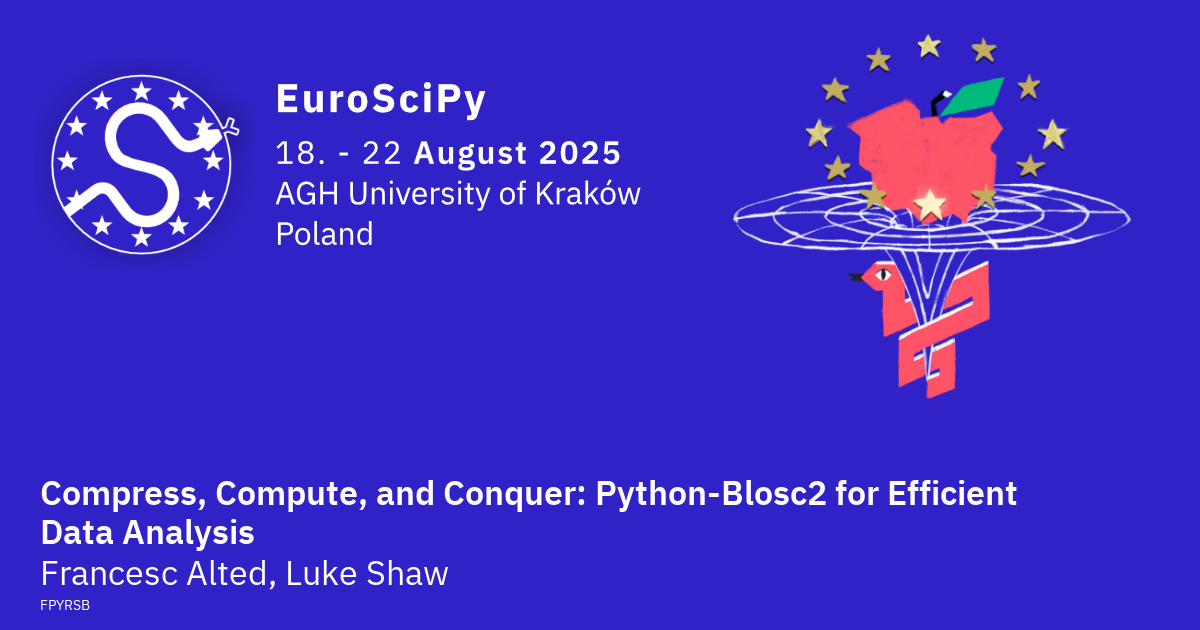 EuroSciPy
18. - 22 August 2025
AGH University of Kraków
Poland
Compress, Compute, and Conquer: Python-Blosc2 for Efficient
Data Analysis
Francesc Alted, Luke Shaw
FPYRSB